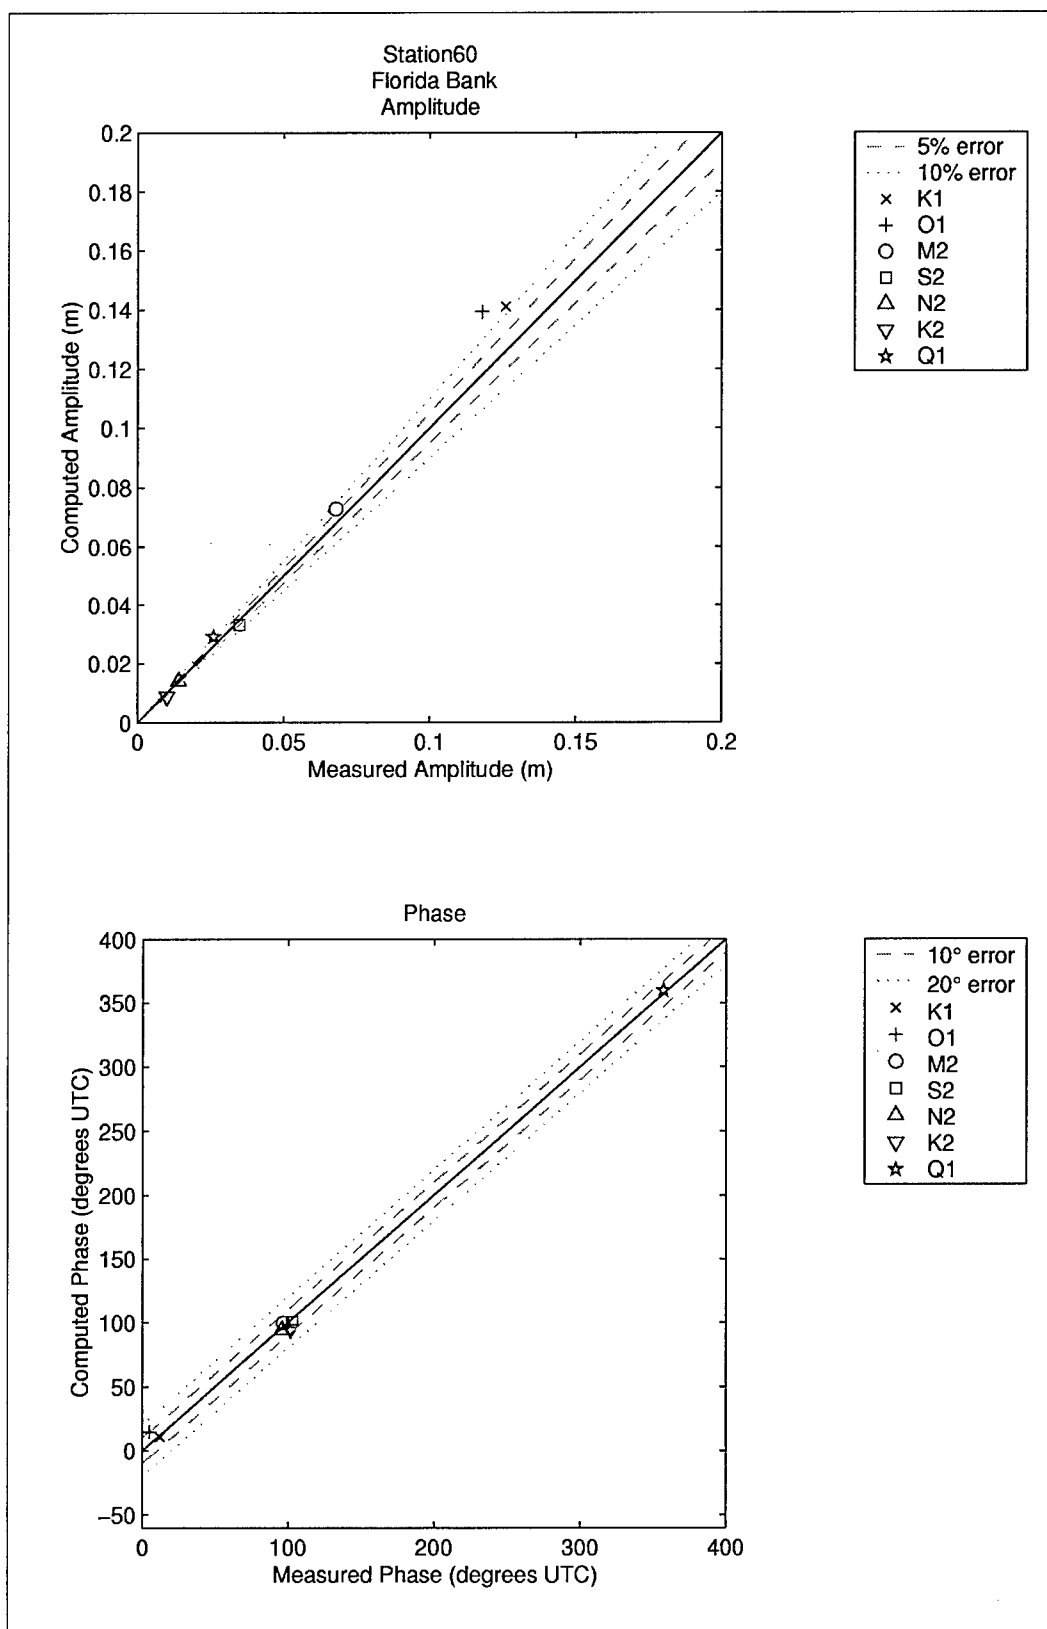 Station60
Florida Bank
Amplitude
0.2
0.18
0.16
0.14
0.12
0.1
0.08
0.06
0.04
0.02
0
Computed Amplitude (m)
0 0.05 0.1 0.15 0.2
Measured Amplitude (m)
5% error
10% error
K1
O1
M2
S2
N2
K2
Q1
Phase
400
350
300
250
200
150
100
50
0
−50
Computed Phase (degrees UTC)
0 100 200 300 400
Measured Phase (degrees UTC)
10° error
20° error
K1
O1
M2
S2
N2
K2
Q1